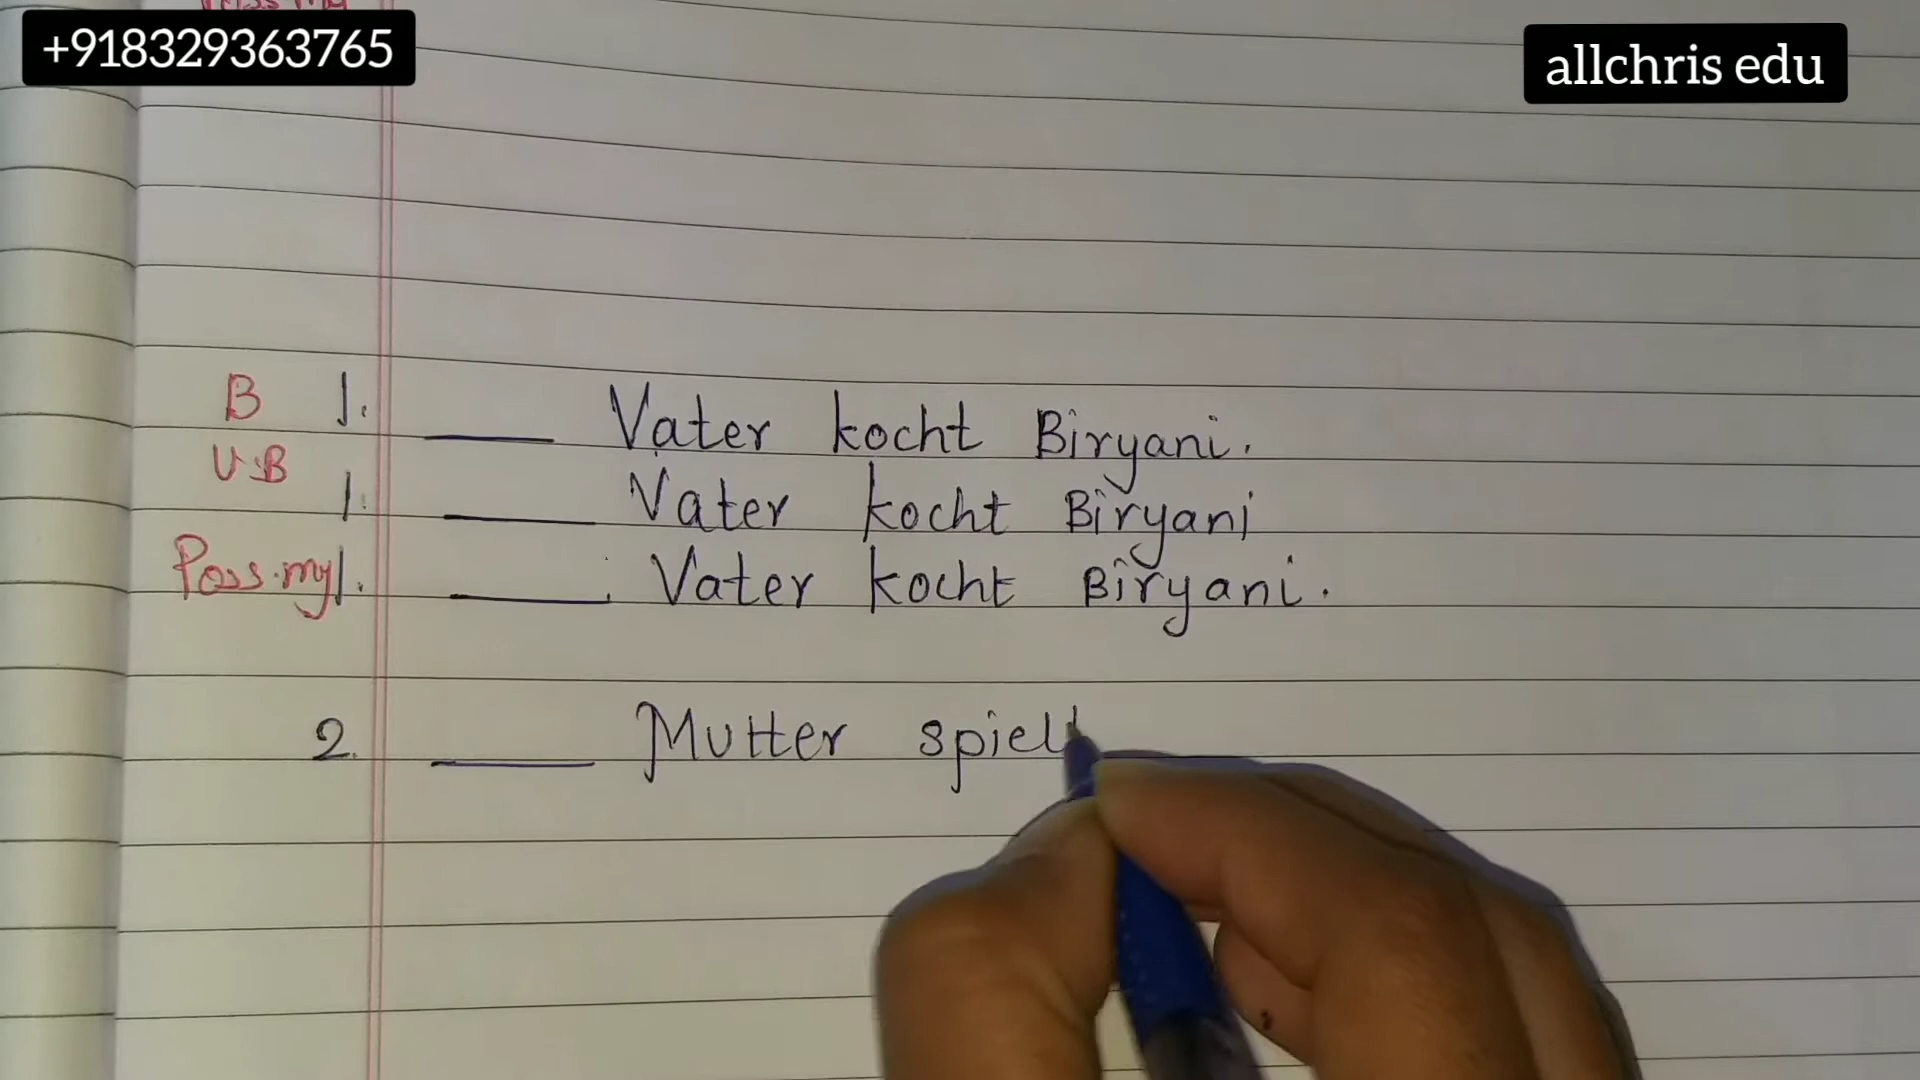 +918329363765
allchris edu
B 1. ____ Vater kocht Biryani.
U.B
1. ____ Vater kocht Biryani
Poss.my 1. ____ Vater kocht Biryani.
2. ____ Mutter spielt